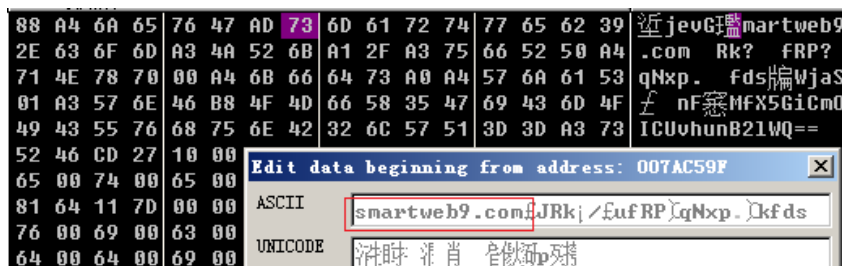 88 A4 6A 65 76 47 AD 73 6D 61 72 74 77 65 62 39 jevG martweb9
2E 63 6F 6D A3 4A 52 6B A1 2F A3 75 66 52 50 A4 .com Rk? fRP?
71 4E 78 70 00 A4 6B 66 64 73 A0 A4 57 6A 61 53 qNxp. fds WjaS
01 A3 57 6E 46 B8 4F 4D 66 58 35 47 69 43 6D 4F nF MfX5GiCmO
49 43 55 76 68 75 6E 42 32 6C 57 51 3D 3D A3 73 ICUvhunB2lWQ==
52 46 CD 27 10 00
65 00 74 00 65 00
81 64 11 7D 00 00
76 00 69 00 63 00
64 00 64 00 69 00
Edit data beginning from address: 007AC59F
ASCII
smartweb9.com£JRk¡/£ufRP qNxp. kfds
UNICODE